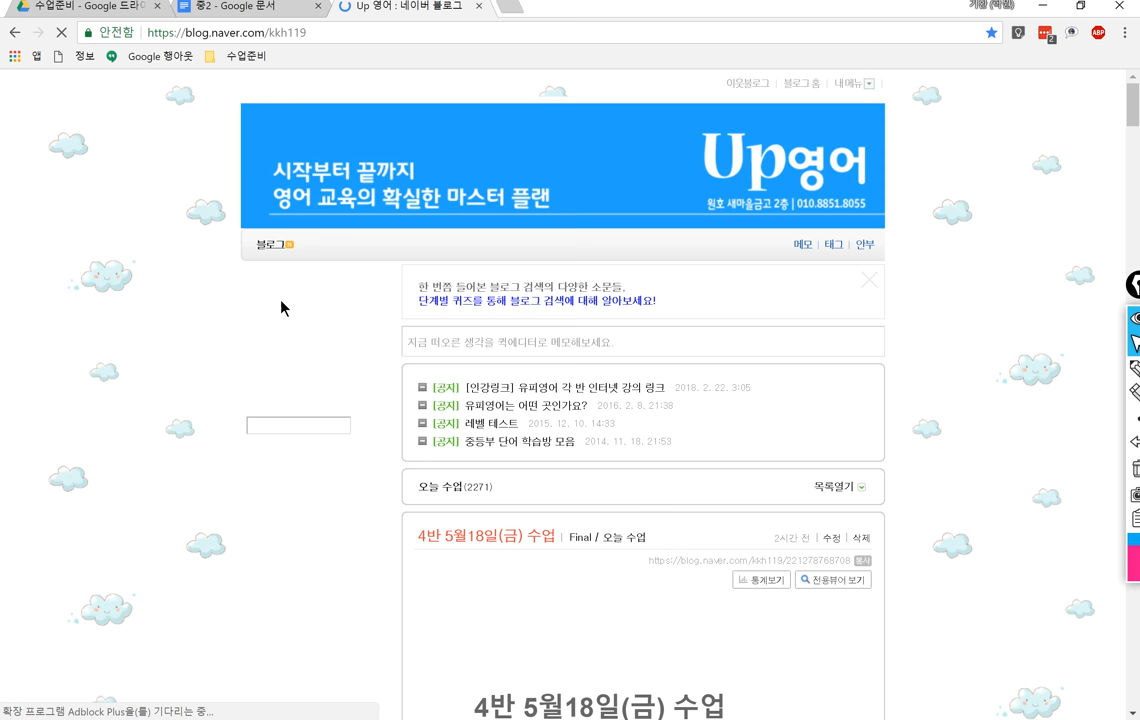 수업준비 - Google 드라이
중2 - Google 문서
Up 영어 : 네이버 블로그
안전함
https://blog.naver.com/kkh119
2
ABP
앱
정보
Google 행아웃
수업준비
이웃블로그 | 블로그 홈 | 내 메뉴
시작부터 끝까지
영어 교육의 확실한 마스터 플랜
Up영어
원호 새마을금고 2층 | 010.8851.8055
블로그
메모 | 태그 | 안부
한 번쯤 들어본 블로그 검색의 다양한 소문들,
단계별 퀴즈를 통해 블로그 검색에 대해 알아보세요!
지금 떠오른 생각을 퀵에디터로 메모해보세요.
[공지] [인강링크] 유피영어 각 반 인터넷 강의 링크 2018. 2. 22. 3:05
[공지] 유피영어는 어떤 곳인가요? 2016. 2. 8. 21:38
[공지] 레벨 테스트 2015. 12. 10. 14:33
[공지] 중등부 단어 학습방 모음 2014. 11. 18. 21:53
오늘 수업(2271)
목록열기
4반 5월18일(금) 수업 | Final / 오늘 수업
2시간 전 | 수정 | 삭제
https://blog.naver.com/kkh119/221278768708 복사
통계보기
전용뷰어 보기
4반 5월18일(금) 수업
확장 프로그램 Adblock Plus을(를) 기다리는 중...